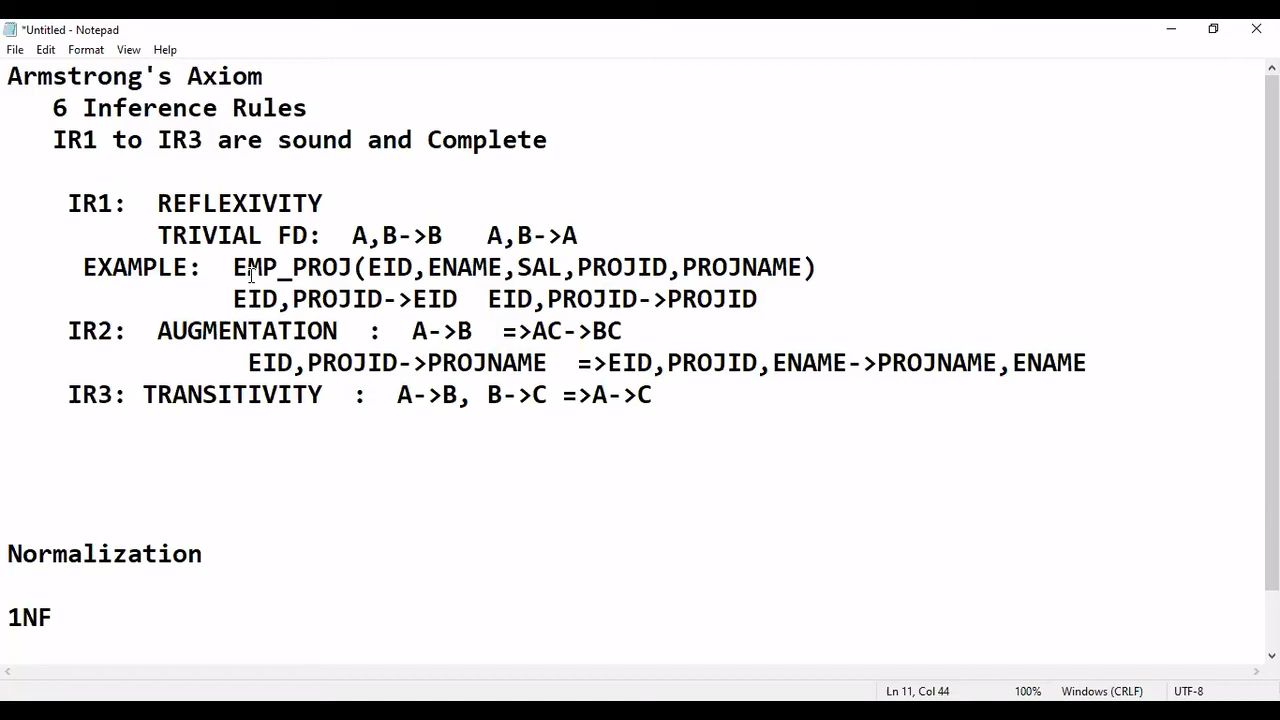 *Untitled - Notepad
File Edit Format View Help
Armstrong's Axiom
6 Inference Rules
IR1 to IR3 are sound and Complete
IR1: REFLEXIVITY
TRIVIAL FD: A,B->B A,B->A
EXAMPLE: EMP_PROJ(EID,ENAME,SAL,PROJID,PROJNAME)
EID,PROJID->EID EID,PROJID->PROJID
IR2: AUGMENTATION : A->B =>AC->BC
EID,PROJID->PROJNAME =>EID,PROJID,ENAME->PROJNAME,ENAME
IR3: TRANSITIVITY : A->B, B->C =>A->C
Normalization
1NF
Ln 11, Col 44 100% Windows (CRLF) UTF-8